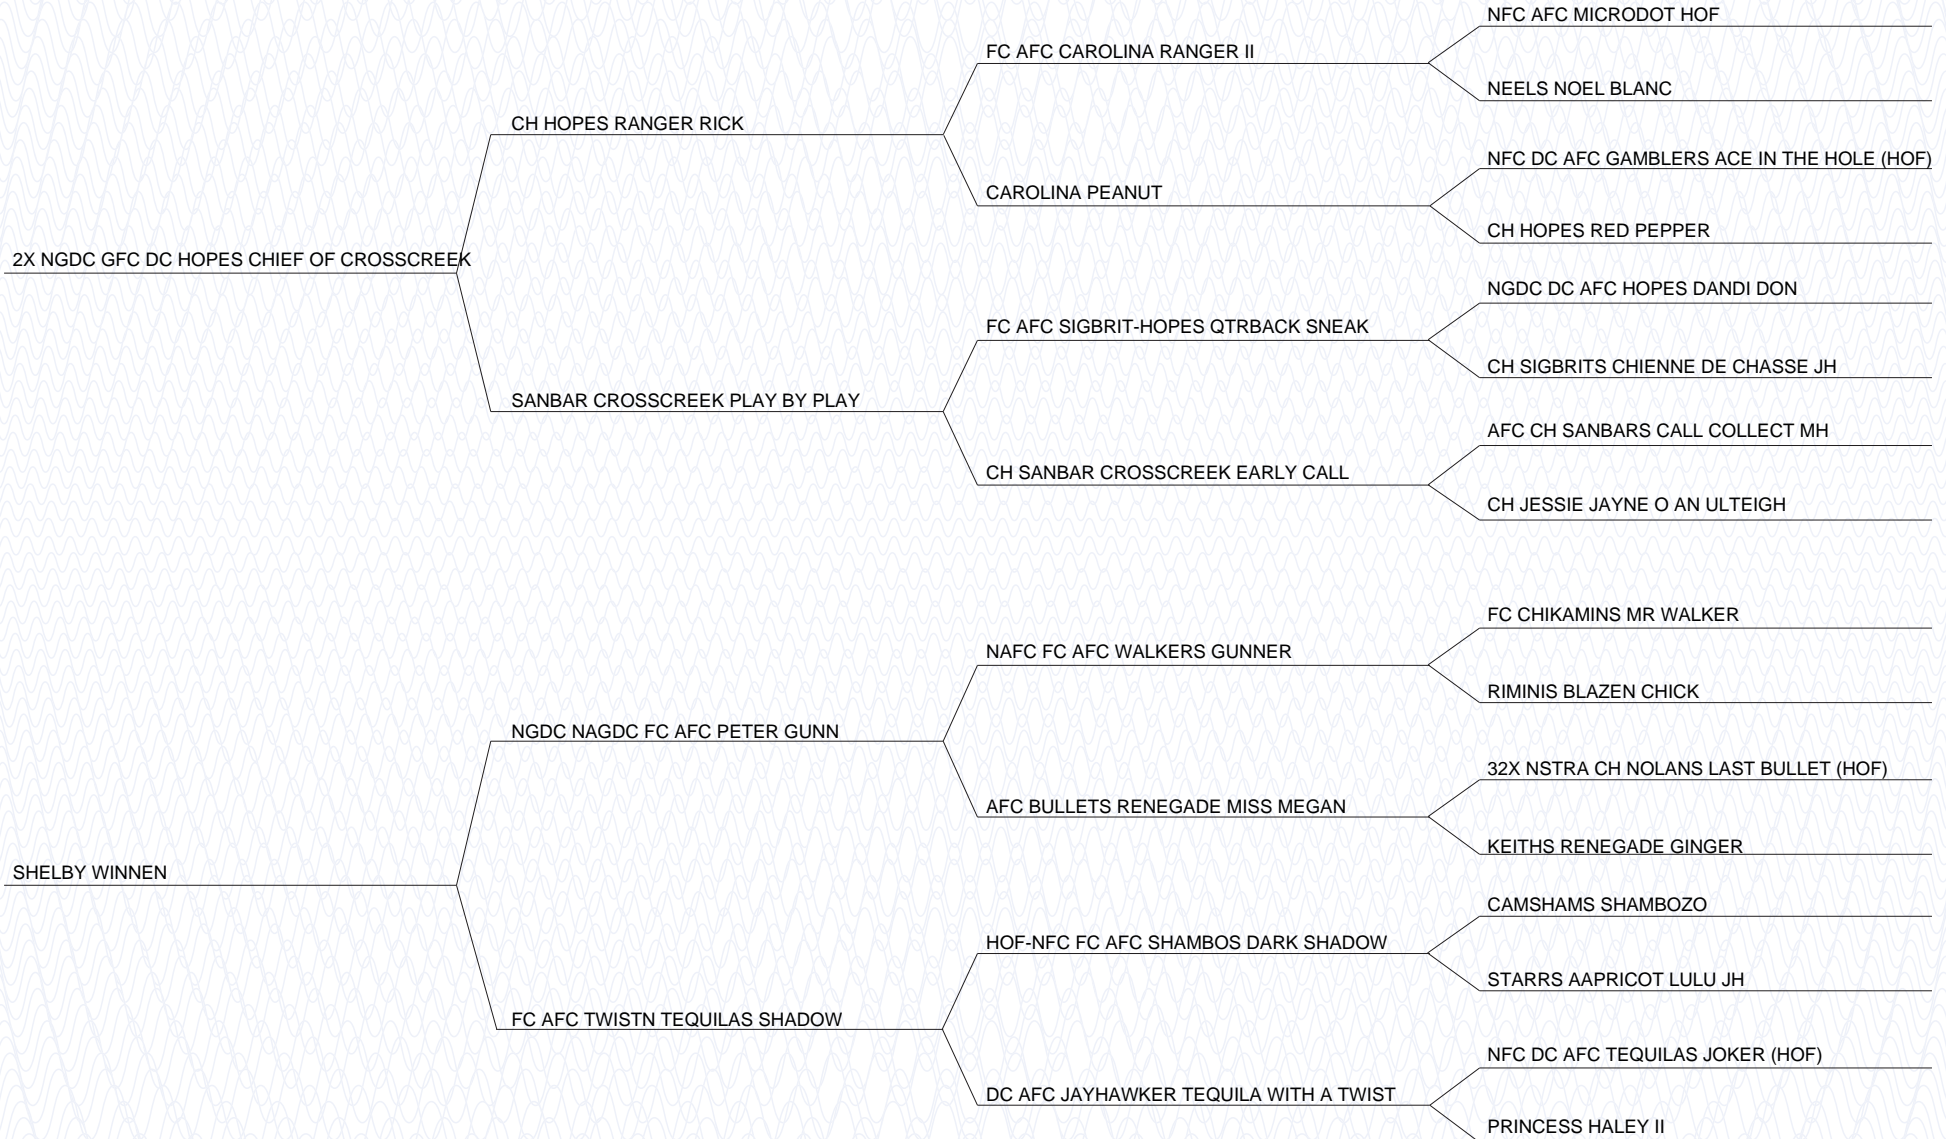 NFC AFC MICRODOT HOF
FC AFC CAROLINA RANGER II
NEELS NOEL BLANC
CH HOPES RANGER RICK
NFC DC AFC GAMBLERS ACE IN THE HOLE (HOF)
CAROLINA PEANUT
CH HOPES RED PEPPER
2X NGDC GFC DC HOPES CHIEF OF CROSSCREEK
NGDC DC AFC HOPES DANDI DON
FC AFC SIGBRIT-HOPES QTRBACK SNEAK
CH SIGBRITS CHIENNE DE CHASSE JH
SANBAR CROSSCREEK PLAY BY PLAY
AFC CH SANBARS CALL COLLECT MH
CH SANBAR CROSSCREEK EARLY CALL
CH JESSIE JAYNE O AN ULTEIGH
FC CHIKAMINS MR WALKER
NAFC FC AFC WALKERS GUNNER
RIMINIS BLAZEN CHICK
NGDC NAGDC FC AFC PETER GUNN
32X NSTRA CH NOLANS LAST BULLET (HOF)
AFC BULLETS RENEGADE MISS MEGAN
KEITHS RENEGADE GINGER
SHELBY WINNEN
CAMSHAMS SHAMBOZO
HOF-NFC FC AFC SHAMBOS DARK SHADOW
STARRS AAPRICOT LULU JH
FC AFC TWISTN TEQUILAS SHADOW
NFC DC AFC TEQUILAS JOKER (HOF)
DC AFC JAYHAWKER TEQUILA WITH A TWIST
PRINCESS HALEY II